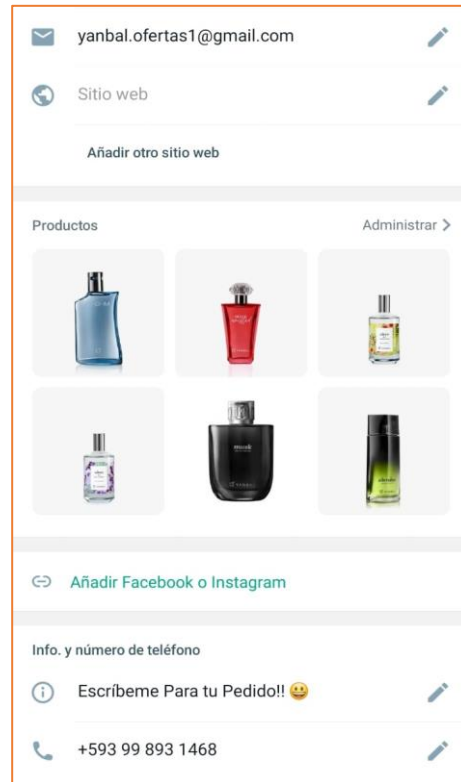 yanbal.ofertas1@gmail.com
Sitio web
Añadir otro sitio web
Productos
Administrar >
Añadir Facebook o Instagram
Info. y número de teléfono
Escríbeme Para tu Pedido!! 😀
+593 99 893 1468